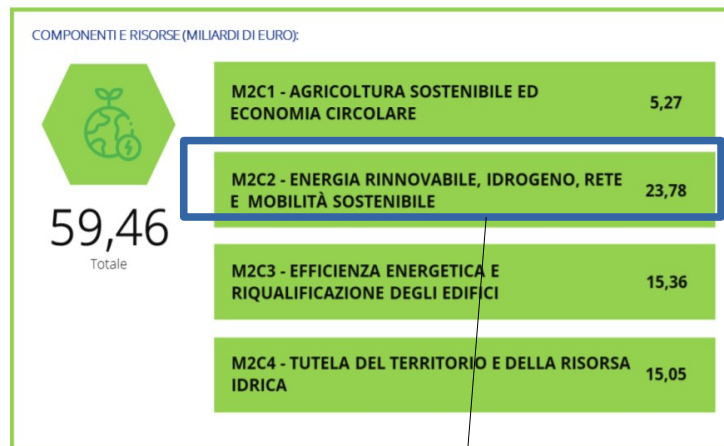 COMPONENTI E RISORSE (MILIARDI DI EURO):
M2C1 - AGRICOLTURA SOSTENIBILE ED
ECONOMIA CIRCOLARE
5,27
M2C2 - ENERGIA RINNOVABILE, IDROGENO, RETE
E MOBILITÀ SOSTENIBILE
23,78
59,46
Totale
M2C3 - EFFICIENZA ENERGETICA E
RIQUALIFICAZIONE DEGLI EDIFICI
15,36
M2C4 - TUTELA DEL TERRITORIO E DELLA RISORSA
IDRICA
15,05